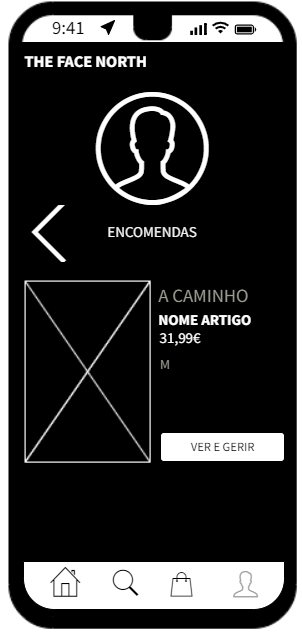 9:41
THE FACE NORTH
ENCOMENDAS
A CAMINHO
NOME ARTIGO
31,99€
M
VER E GERIR